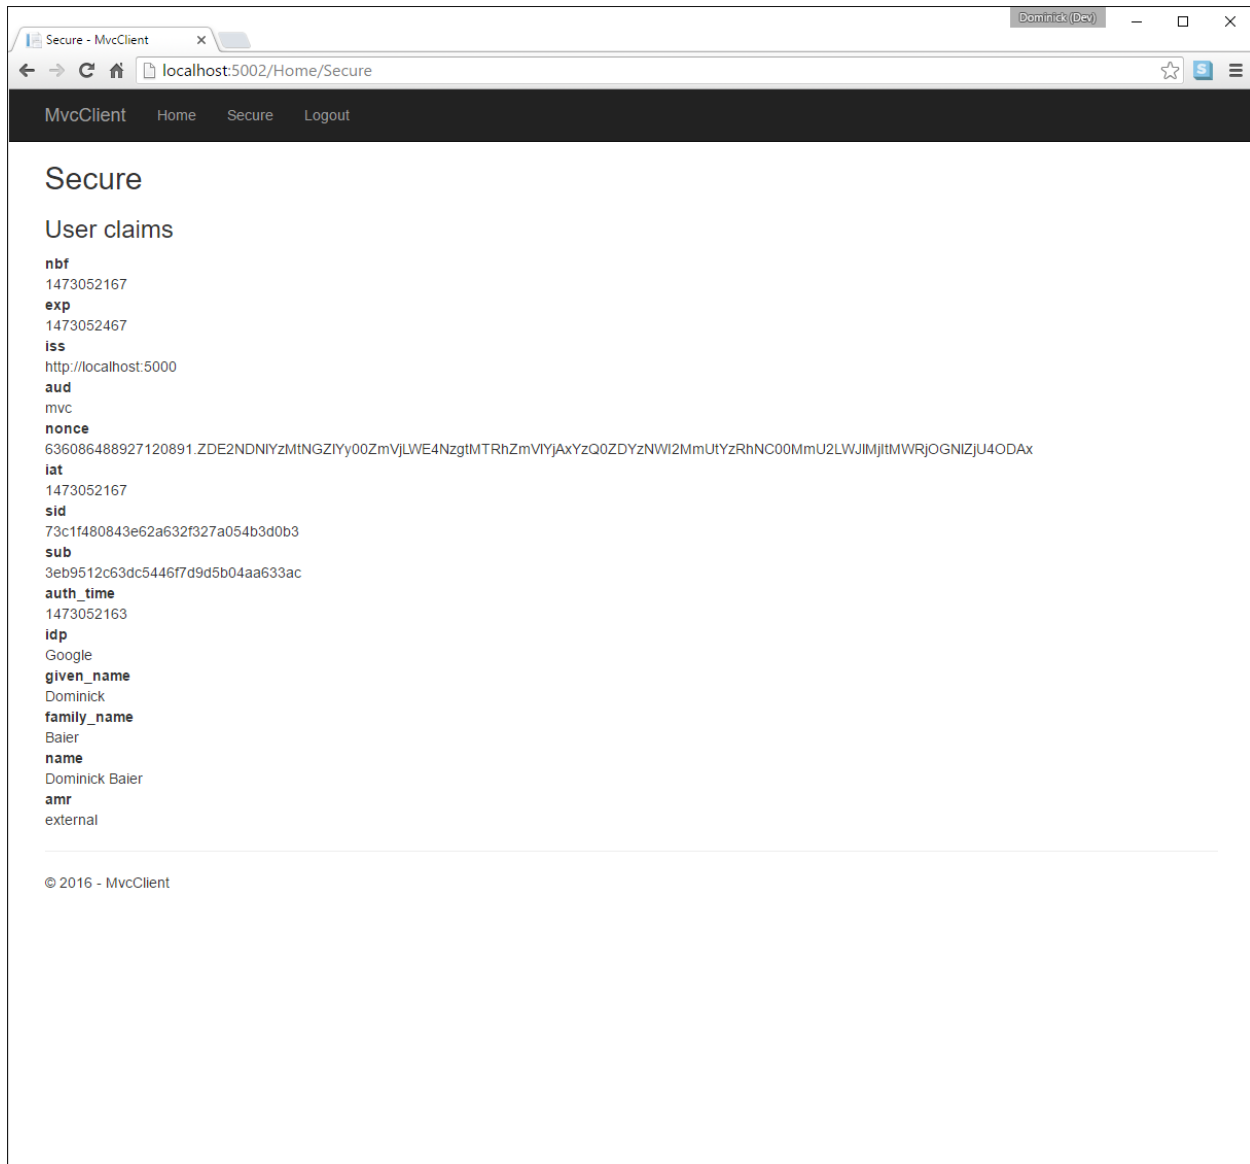 Dominick (Dev)
Secure - MvcClient
localhost:5002/Home/Secure
S
MvcClient Home Secure Logout
Secure
User claims
nbf
1473052167
exp
1473052467
iss
http://localhost:5000
aud
mvc
nonce
636086488927120891.ZDE2NDNlYzMtNGZlYy00ZmVjLWE4NzgtMTRhZmVlYjAxYzQ0ZDYzNWI2MmUtYzRhNC00MmU2LWJlMjItMWRjOGNlZjU4ODAx
iat
1473052167
sid
73c1f480843e62a632f327a054b3d0b3
sub
3eb9512c63dc5446f7d9d5b04aa633ac
auth_time
1473052163
idp
Google
given_name
Dominick
family_name
Baier
name
Dominick Baier
amr
external
© 2016 - MvcClient